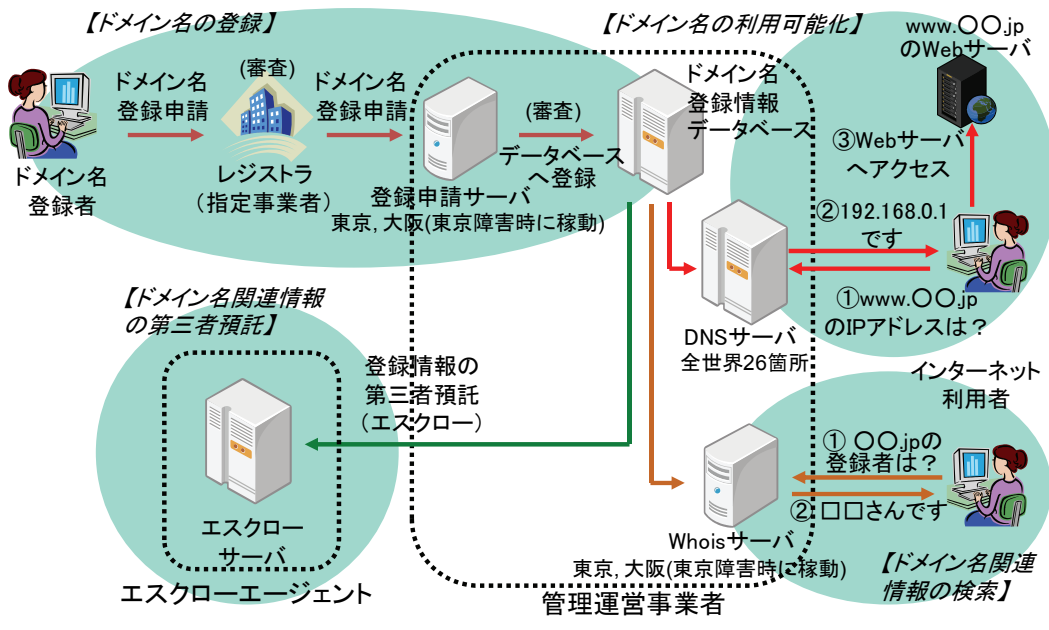 【ドメイン名の登録】
ドメイン名
登録者
ドメイン名
登録申請
(審査)
レジストラ
（指定事業者）
ドメイン名
登録申請
登録申請サーバ
東京, 大阪(東京障害時に稼動)
(審査)
データベース
へ登録
【ドメイン名の利用可能化】
ドメイン名
登録情報
データベース
www.〇〇.jp
のWebサーバ
③Webサーバ
へアクセス
②192.168.0.1
です
①www.〇〇.jp
のIPアドレスは？
DNSサーバ
全世界26箇所
【ドメイン名関連情報
の第三者預託】
登録情報の
第三者預託
（エスクロー）
エスクロー
サーバ
エスクローエージェント
インターネット
利用者
① 〇〇.jpの
登録者は？
② □□さんです
Whoisサーバ
東京, 大阪(東京障害時に稼動)
【ドメイン名関連
情報の検索】
管理運営事業者